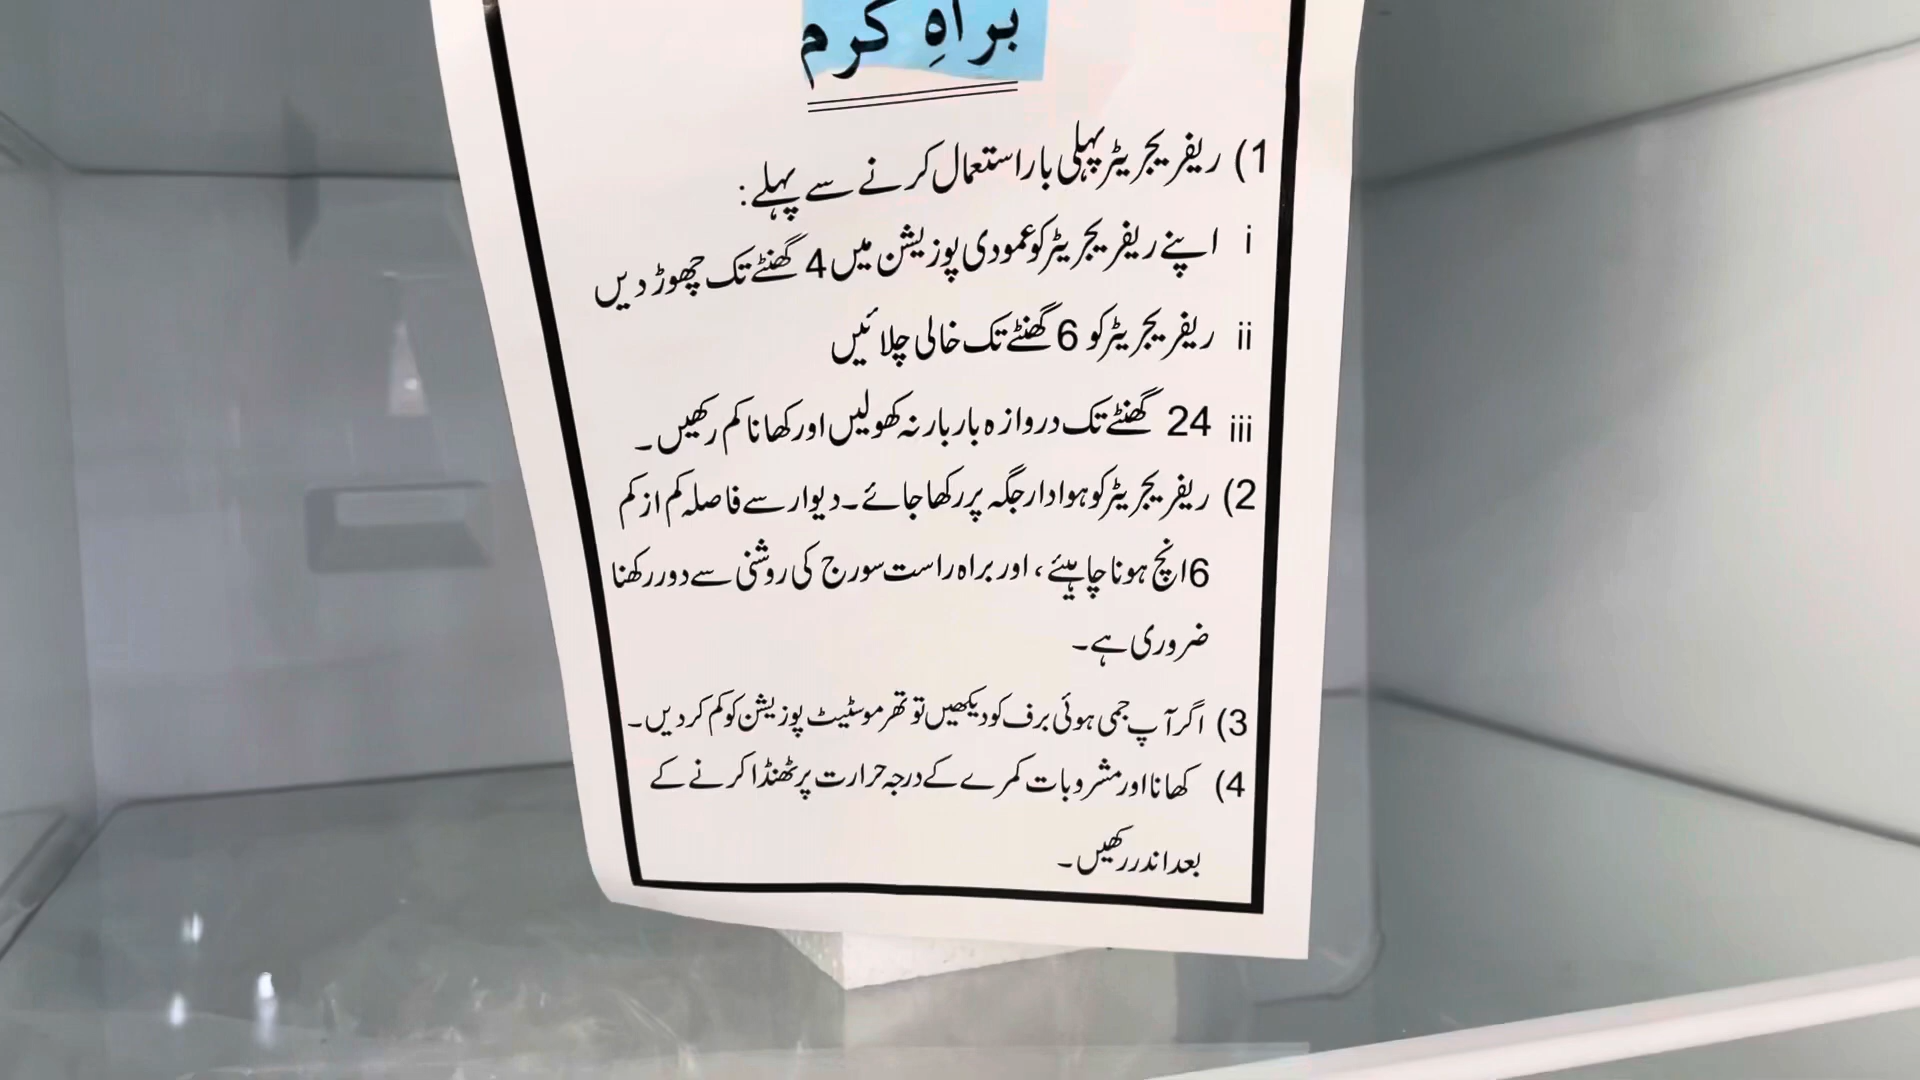 براہِ کرم
1) ریفریجریٹر پہلی بار استعمال کرنے سے پہلے:
i اپنے ریفریجریٹر کو عمودی پوزیشن میں 4 گھنٹے تک چھوڑ دیں
ii ریفریجریٹر کو 6 گھنٹے تک خالی چلائیں
iii 24 گھنٹے تک دروازہ بار بار نہ کھولیں اور کھانا کم رکھیں۔
2) ریفریجریٹر کو ہوادار جگہ پر رکھا جائے۔ دیوار سے فاصلہ کم از کم
6 انچ ہونا چاہیئے، اور براہ راست سورج کی روشنی سے دور رکھنا
ضروری ہے۔
3) اگر آپ جمی ہوئی برف کو دیکھیں تو تھرموسٹیٹ پوزیشن کو کم کر دیں۔
4) کھانا اور مشروبات کمرے کے درجہ حرارت پر ٹھنڈا کرنے کے
بعد اندر رکھیں۔